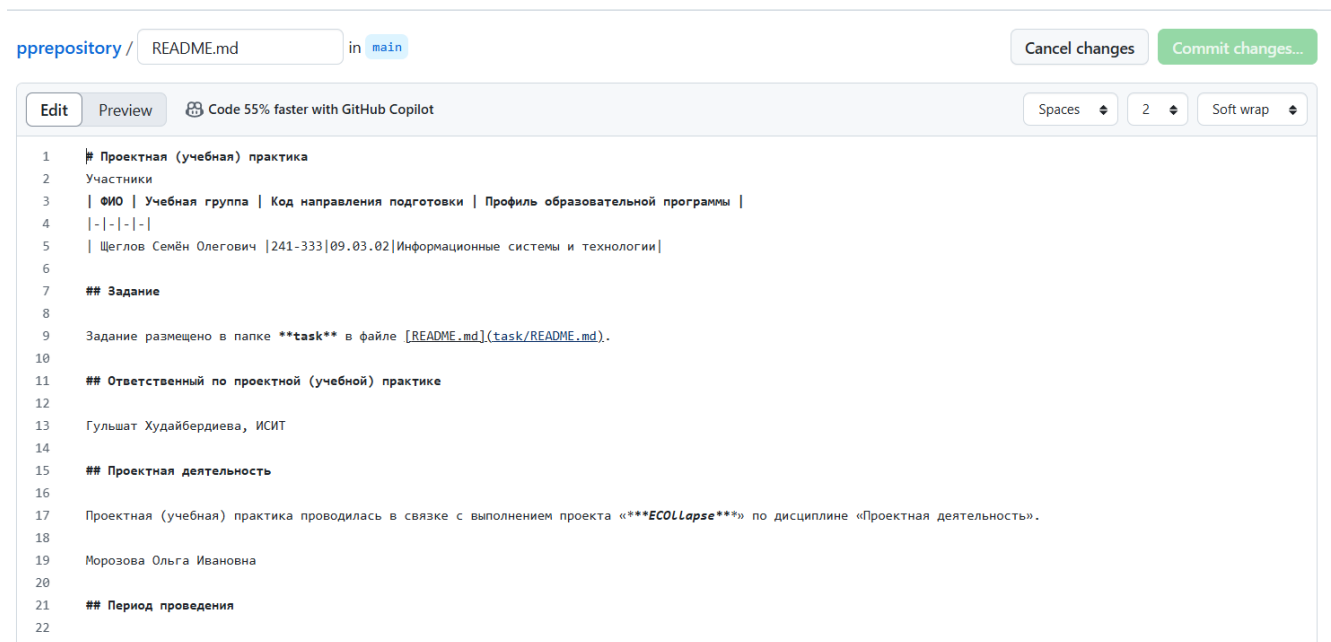 pprepository / README.md in main Cancel changes Commit changes...
Edit Preview Code 55% faster with GitHub Copilot Spaces 2 Soft wrap
1 # Проектная (учебная) практика
2 Участники
3 | ФИО | Учебная группа | Код направления подготовки | Профиль образовательной программы |
4 |-|-|-|-|
5 | Щеглов Семён Олегович |241-333|09.03.02|Информационные системы и технологии|
6
7 ## Задание
8
9 Задание размещено в папке **task** в файле [README.md](task/README.md).
10
11 ## Ответственный по проектной (учебной) практике
12
13 Гульшат Худайбердиева, ИСИТ
14
15 ## Проектная деятельность
16
17 Проектная (учебная) практика проводилась в связке с выполнением проекта «***ECOllapse***» по дисциплине «Проектная деятельность».
18
19 Морозова Ольга Ивановна
20
21 ## Период проведения
22